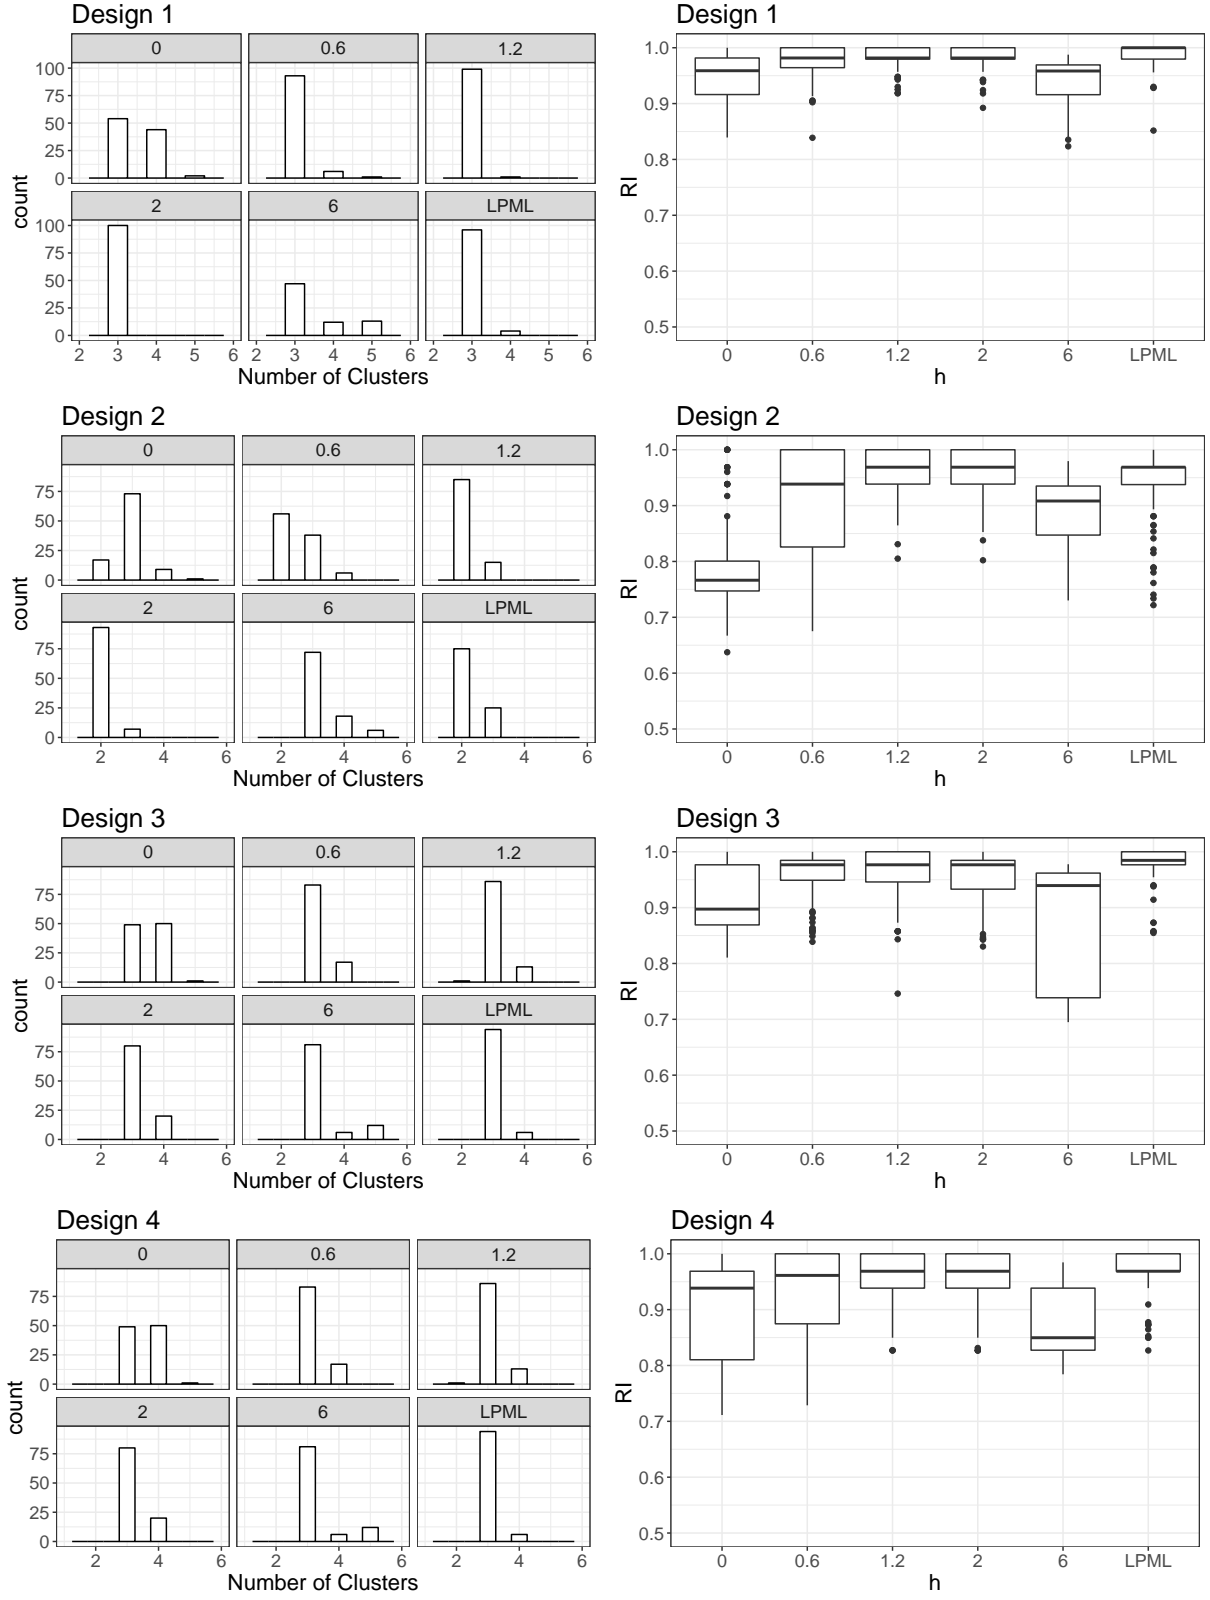 Design 1
0 0.6 1.2
100
75
50
25
0
2 6 LPML
100
75
50
25
0
2 3 4 5 6 2 3 4 5 6 2 3 4 5 6
count
Number of Clusters
Design 1
1.0
0.9
0.8
0.7
0.6
0.5
RI
0 0.6 1.2 2 6 LPML
h
Design 2
0 0.6 1.2
75
50
25
0
2 6 LPML
75
50
25
0
2 4 6 2 4 6 2 4 6
count
Number of Clusters
Design 2
1.0
0.9
0.8
0.7
0.6
0.5
RI
0 0.6 1.2 2 6 LPML
h
Design 3
0 0.6 1.2
75
50
25
0
2 6 LPML
75
50
25
0
2 4 6 2 4 6 2 4 6
count
Number of Clusters
Design 3
1.0
0.9
0.8
0.7
0.6
0.5
RI
0 0.6 1.2 2 6 LPML
h
Design 4
0 0.6 1.2
75
50
25
0
2 6 LPML
75
50
25
0
2 4 6 2 4 6 2 4 6
count
Number of Clusters
Design 4
1.0
0.9
0.8
0.7
0.6
0.5
RI
0 0.6 1.2 2 6 LPML
h